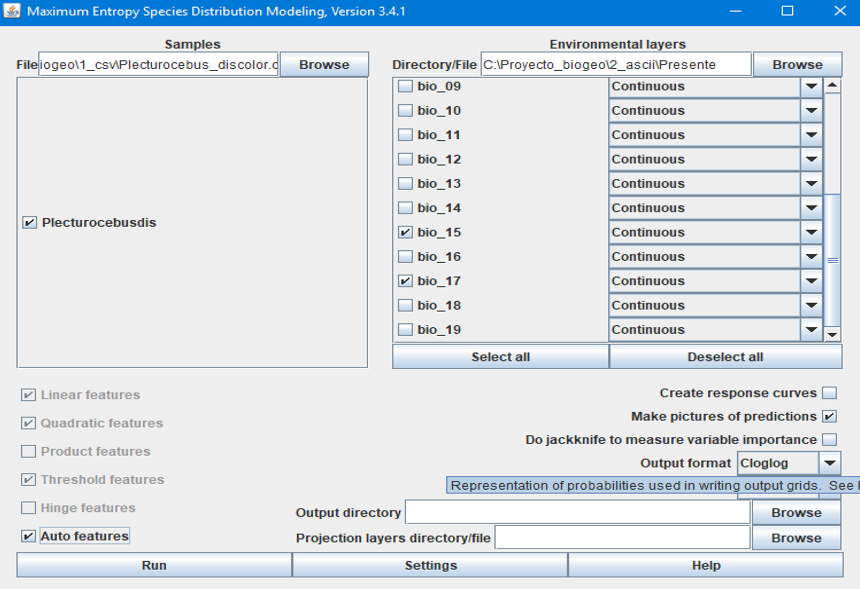 Maximum Entropy Species Distribution Modeling, Version 3.4.1
Samples
File iogeo\1_csv\Plecturocebus_discolor.c Browse
Plecturocebusdis
Environmental layers
Directory/File C:\Proyecto_biogeo\2_ascii\Presente Browse
bio_09 Continuous
bio_10 Continuous
bio_11 Continuous
bio_12 Continuous
bio_13 Continuous
bio_14 Continuous
bio_15 Continuous
bio_16 Continuous
bio_17 Continuous
bio_18 Continuous
bio_19 Continuous
Select all Deselect all
Linear features
Quadratic features
Product features
Threshold features
Hinge features
Auto features
Create response curves
Make pictures of predictions
Do jackknife to measure variable importance
Output format Cloglog
Representation of probabilities used in writing output grids. See
Output directory Browse
Projection layers directory/file Browse
Run Settings Help